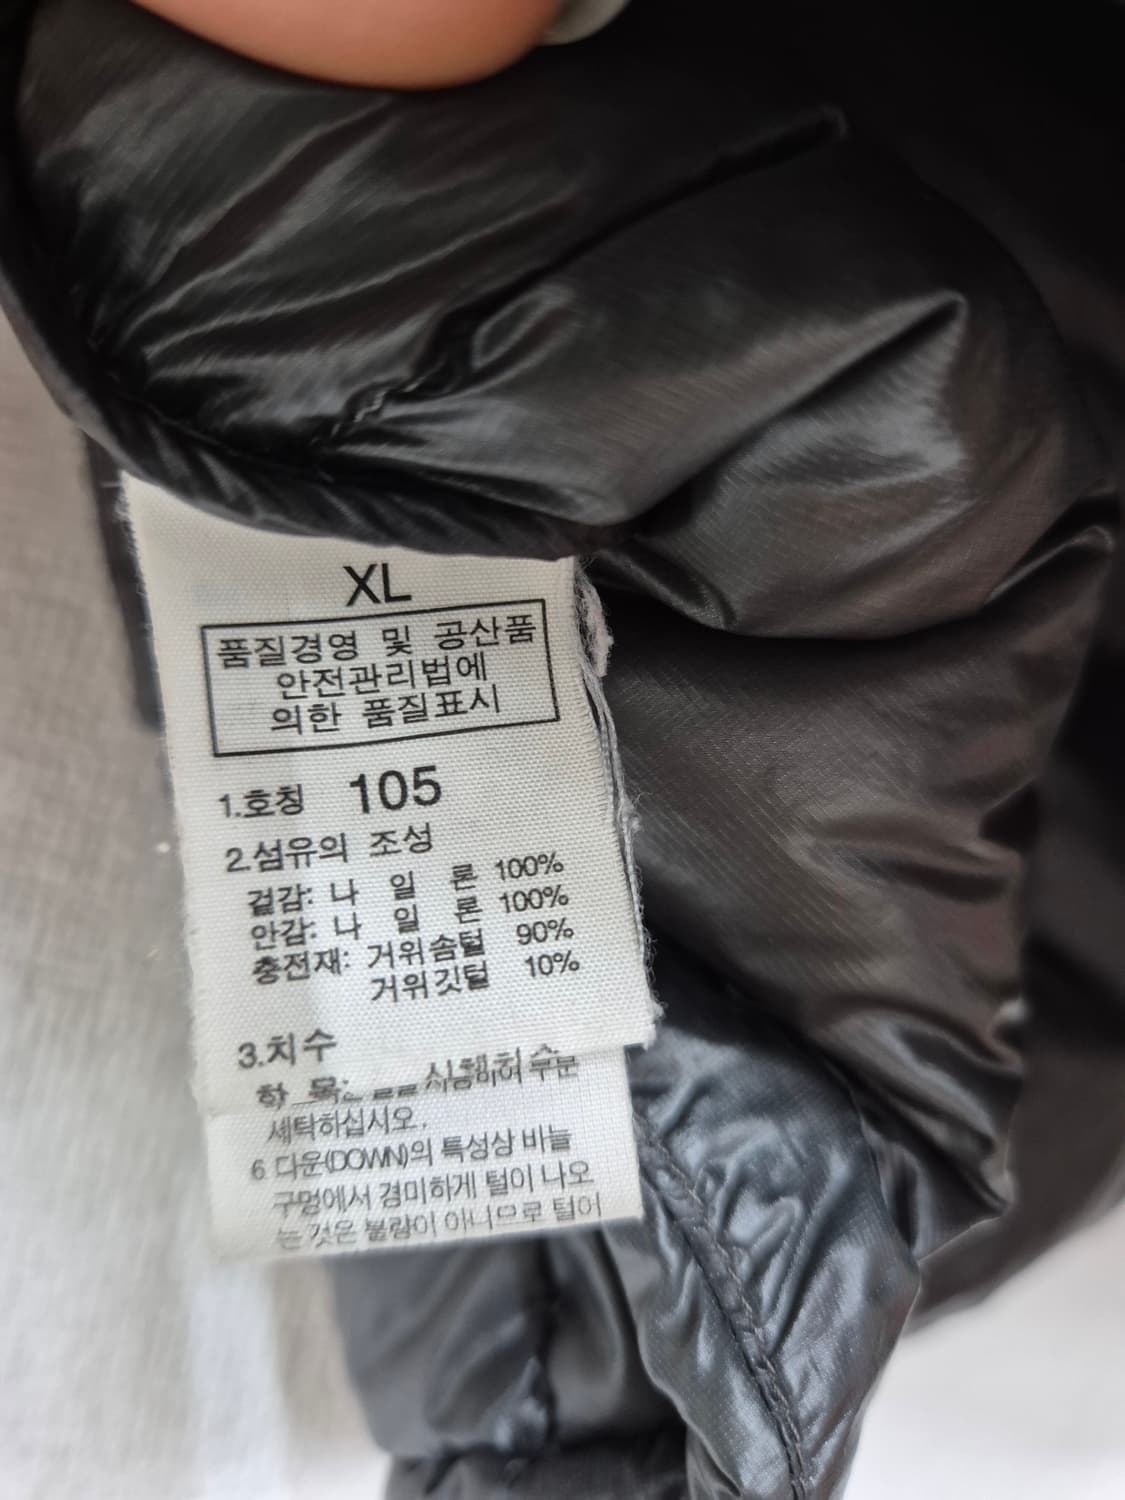 XL
품질경영 및 공산품
안전관리법에
의한 품질표시
1.호칭 105
2.섬유의 조성
겉감: 나 일 론 100%
안감: 나 일 론 100%
충전재: 거위솜털 90%
거위깃털 10%
3.치수
항 목:
세탁하십시오.
6 다운(DOWN)의 특성상 바늘
구멍에서 경미하게 털이 나오
는 것은 불량이 아니므로 털어